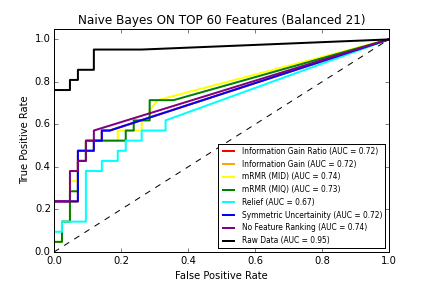 Naive Bayes ON TOP 60 Features (Balanced 21)
1.0
0.8
0.6
0.4
0.2
0.0
True Positive Rate
Information Gain Ratio (AUC = 0.72)
Information Gain (AUC = 0.72)
mRMR (MID) (AUC = 0.74)
mRMR (MIQ) (AUC = 0.73)
Relief (AUC = 0.67)
Symmetric Uncertainity (AUC = 0.72)
No Feature Ranking (AUC = 0.74)
Raw Data (AUC = 0.95)
0.0 0.2 0.4 0.6 0.8 1.0
False Positive Rate